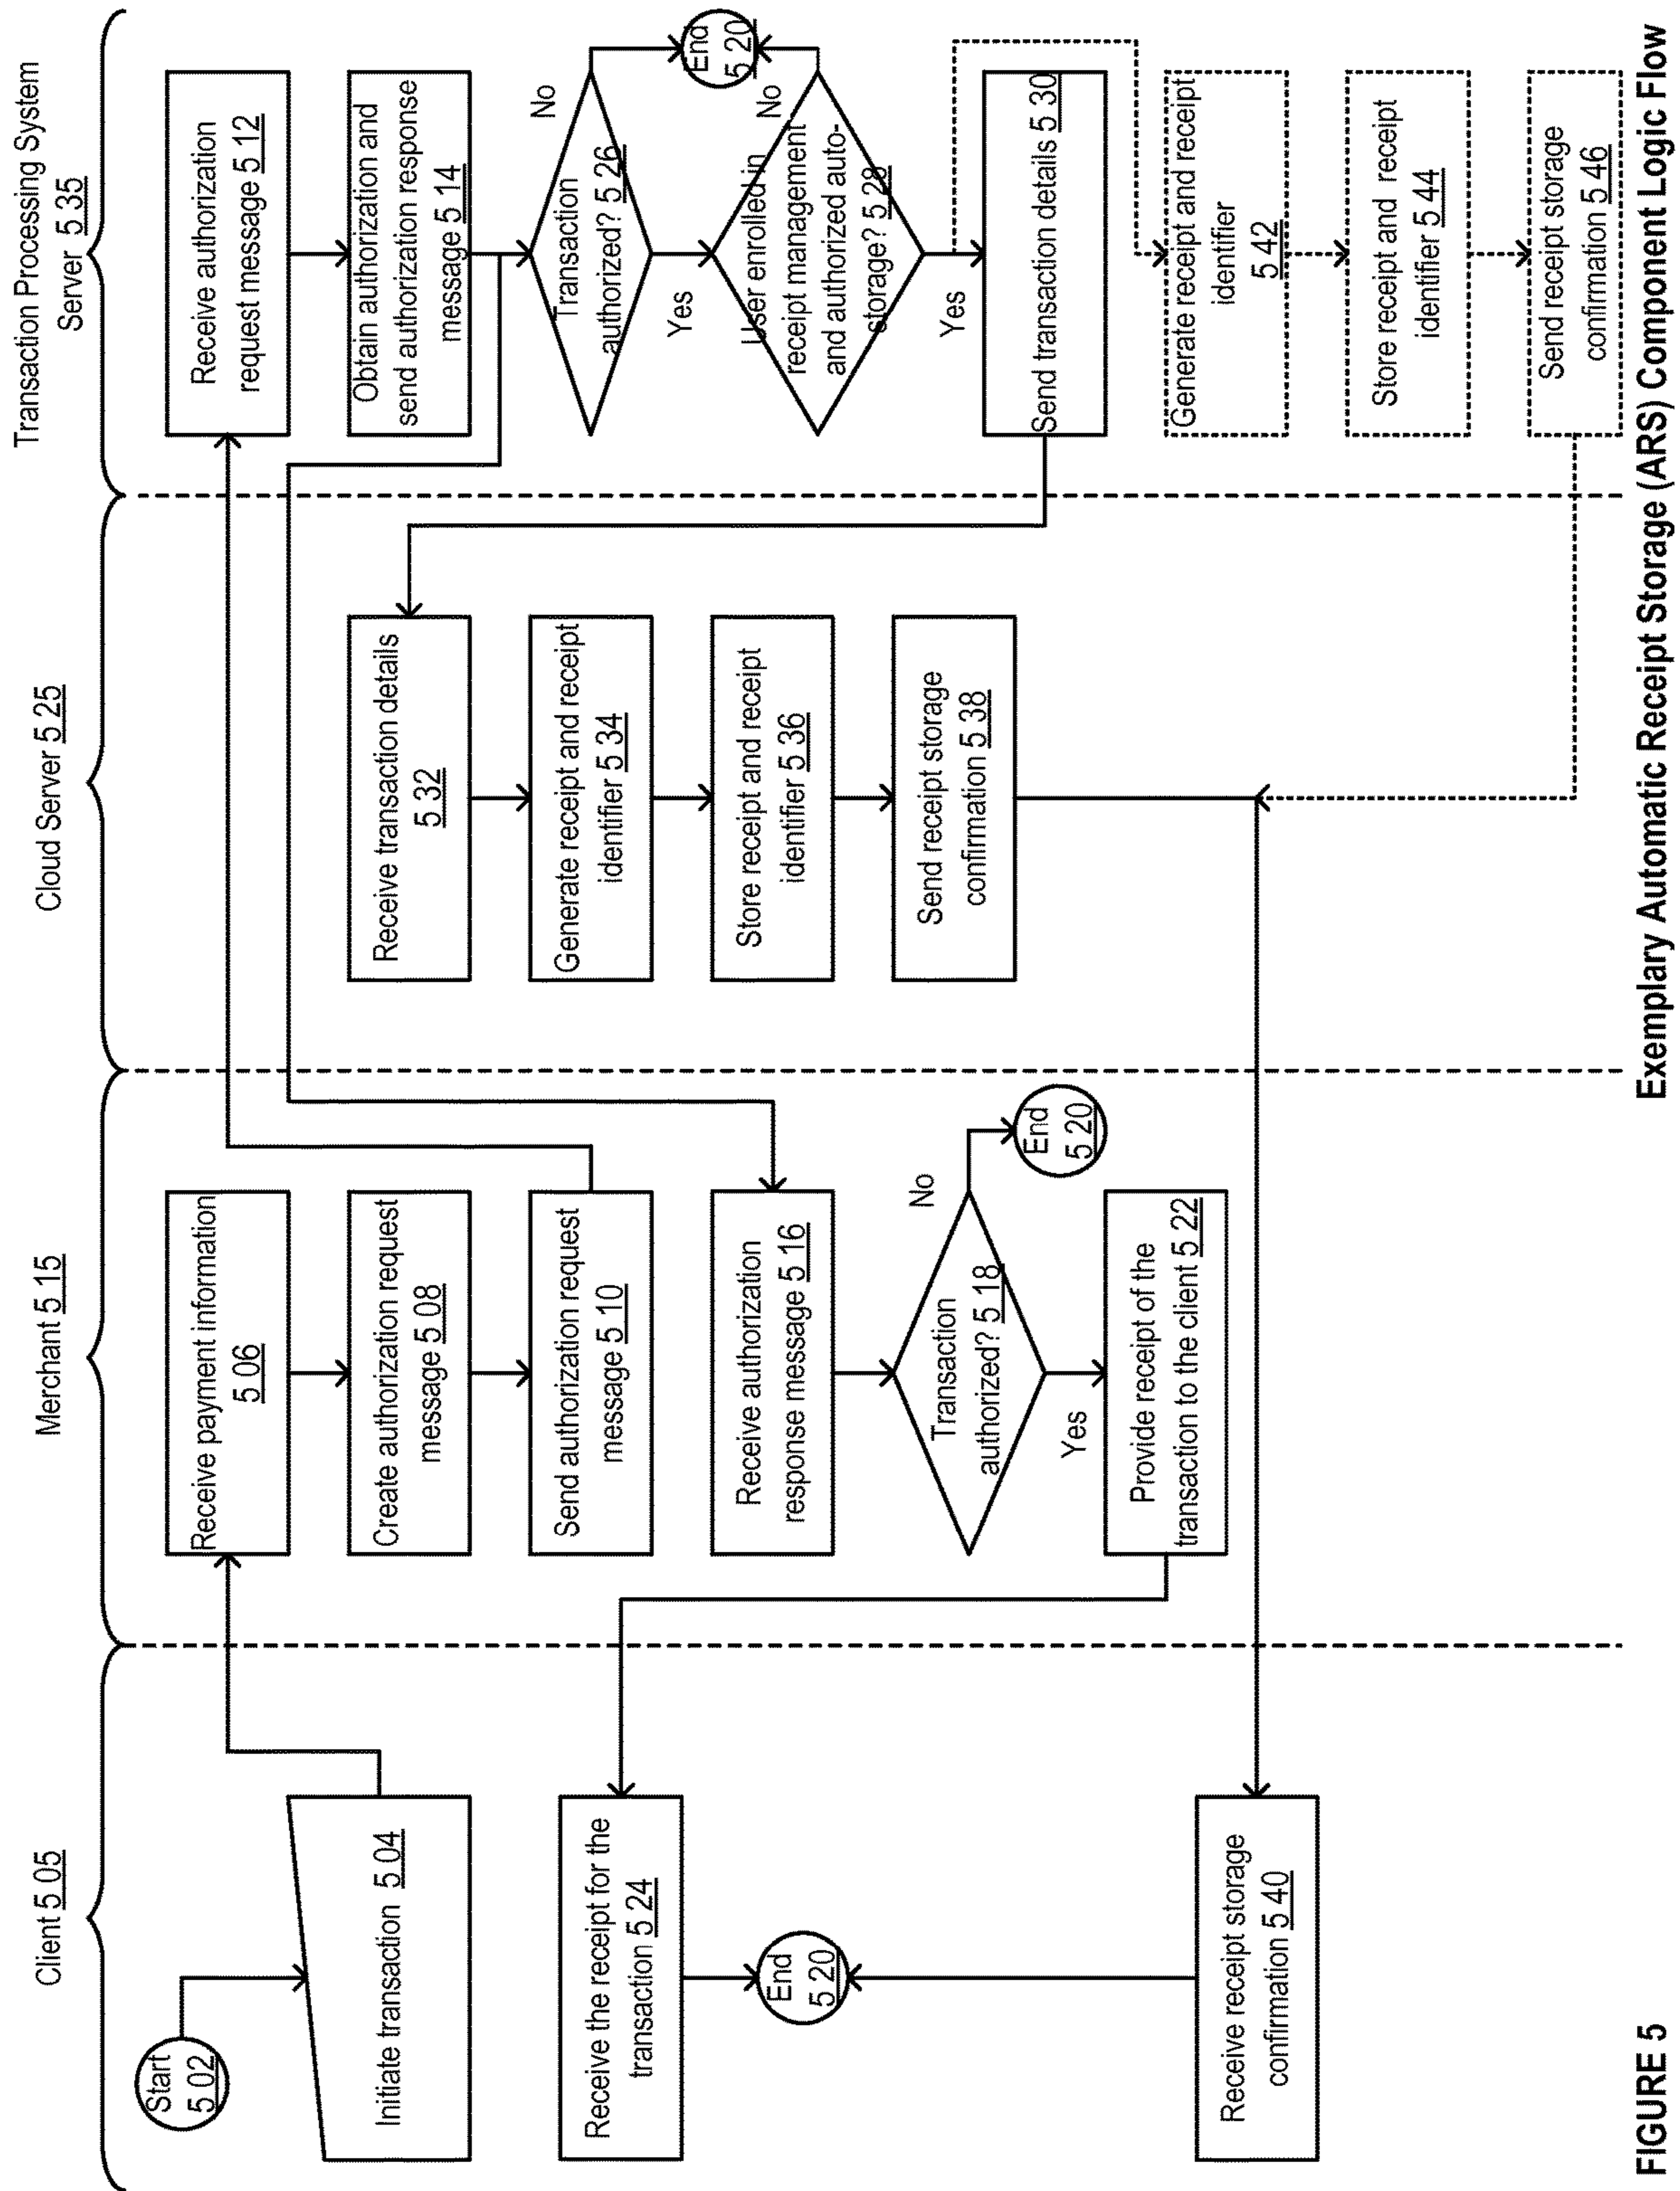 Client 5 05
Merchant 5 15
Cloud Server 5 25
Transaction Processing System
Server 5 35
Start
5 02
Initiate transaction 5 04
Receive the receipt for the
transaction 5 24
End
5 20
Receive receipt storage
confirmation 5 40
Receive payment information
5 06
Create authorization request
message 5 08
Send authorization request
message 5 10
Receive authorization
response message 5 16
Transaction
authorized? 5 18
No
End
5 20
Yes
Provide receipt of the
transaction to the client 5 22
Receive transaction details
5 32
Generate receipt and receipt
identifier 5 34
Store receipt and receipt
identifier 5 36
Send receipt storage
confirmation 5 38
Receive authorization
request message 5 12
Obtain authorization and
send authorization response
message 5 14
Transaction
authorized? 5 26
No
End
5 20
Yes
User enrolled in
receipt management
and authorized auto-
storage? 5 28
No
Yes
Send transaction details 5 30
Generate receipt and receipt
identifier
5 42
Store receipt and receipt
identifier 5 44
Send receipt storage
confirmation 5 46
FIGURE 5
Exemplary Automatic Receipt Storage (ARS) Component Logic Flow